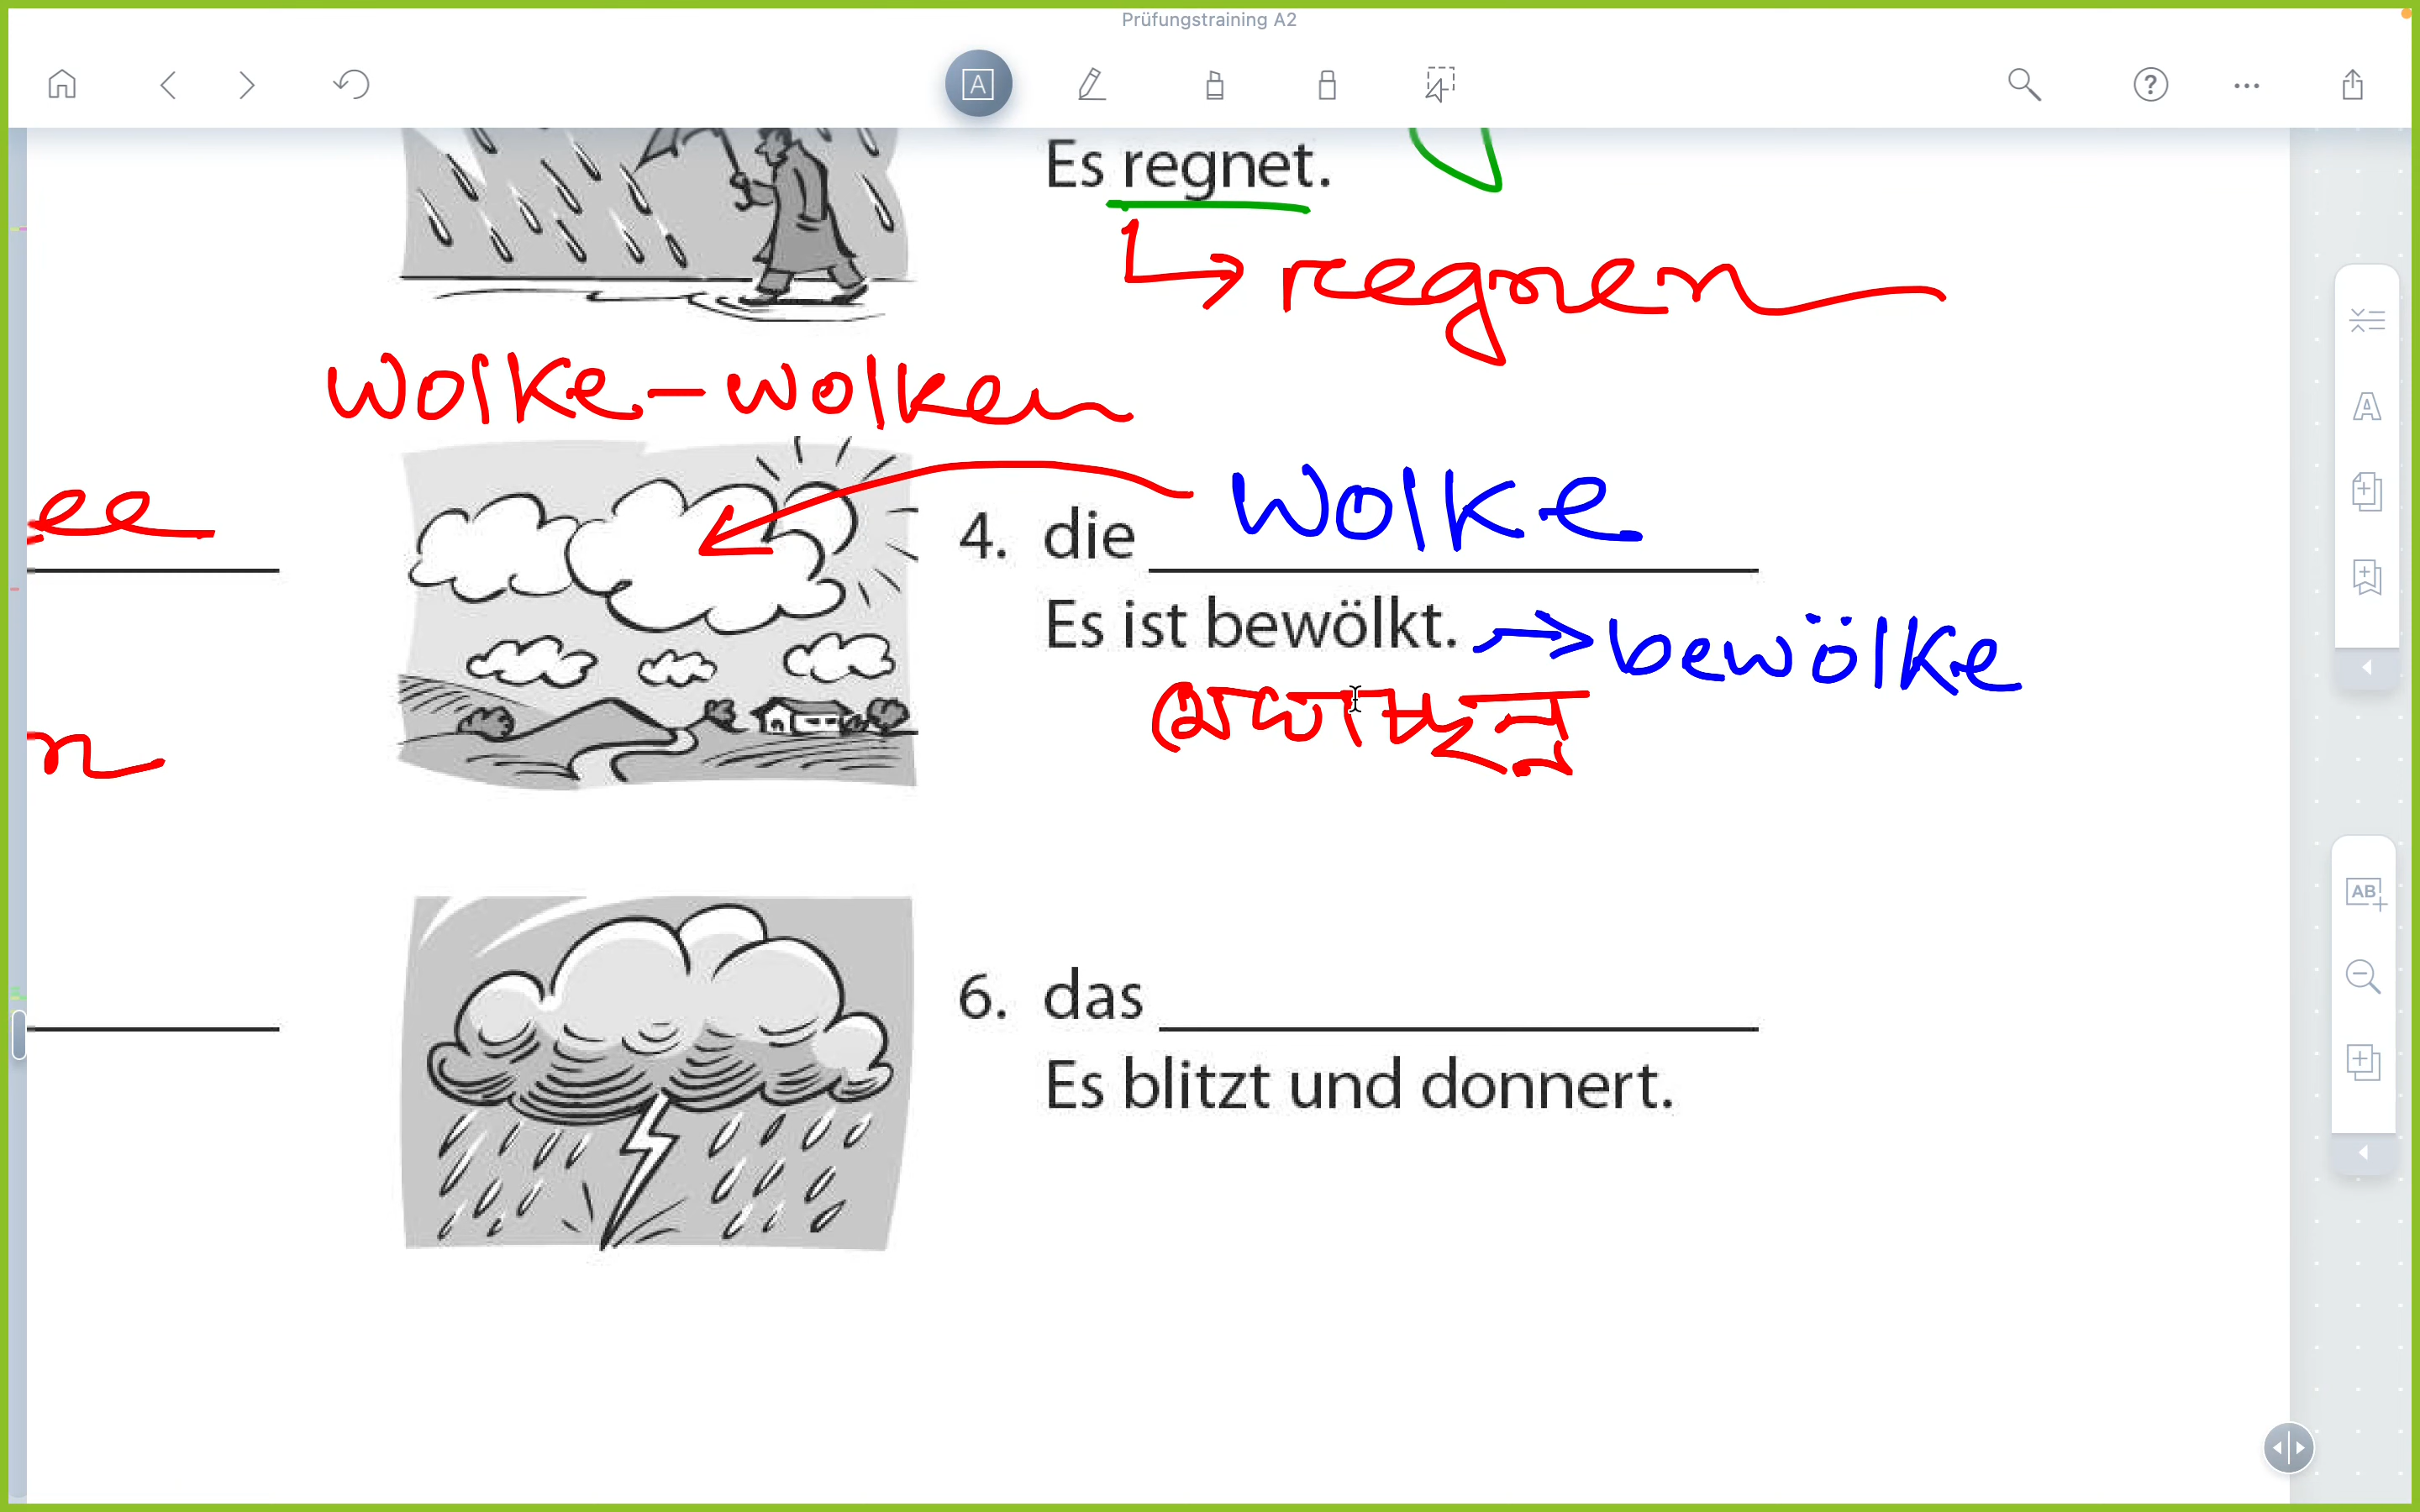 Prüfungstraining A2
Es regnet.
regnen
Wolke - wolken
ee
4. die Wolke
Es ist bewölkt. → bewölke
মেঘাচ্ছন্ন
n
6. das
Es blitzt und donnert.